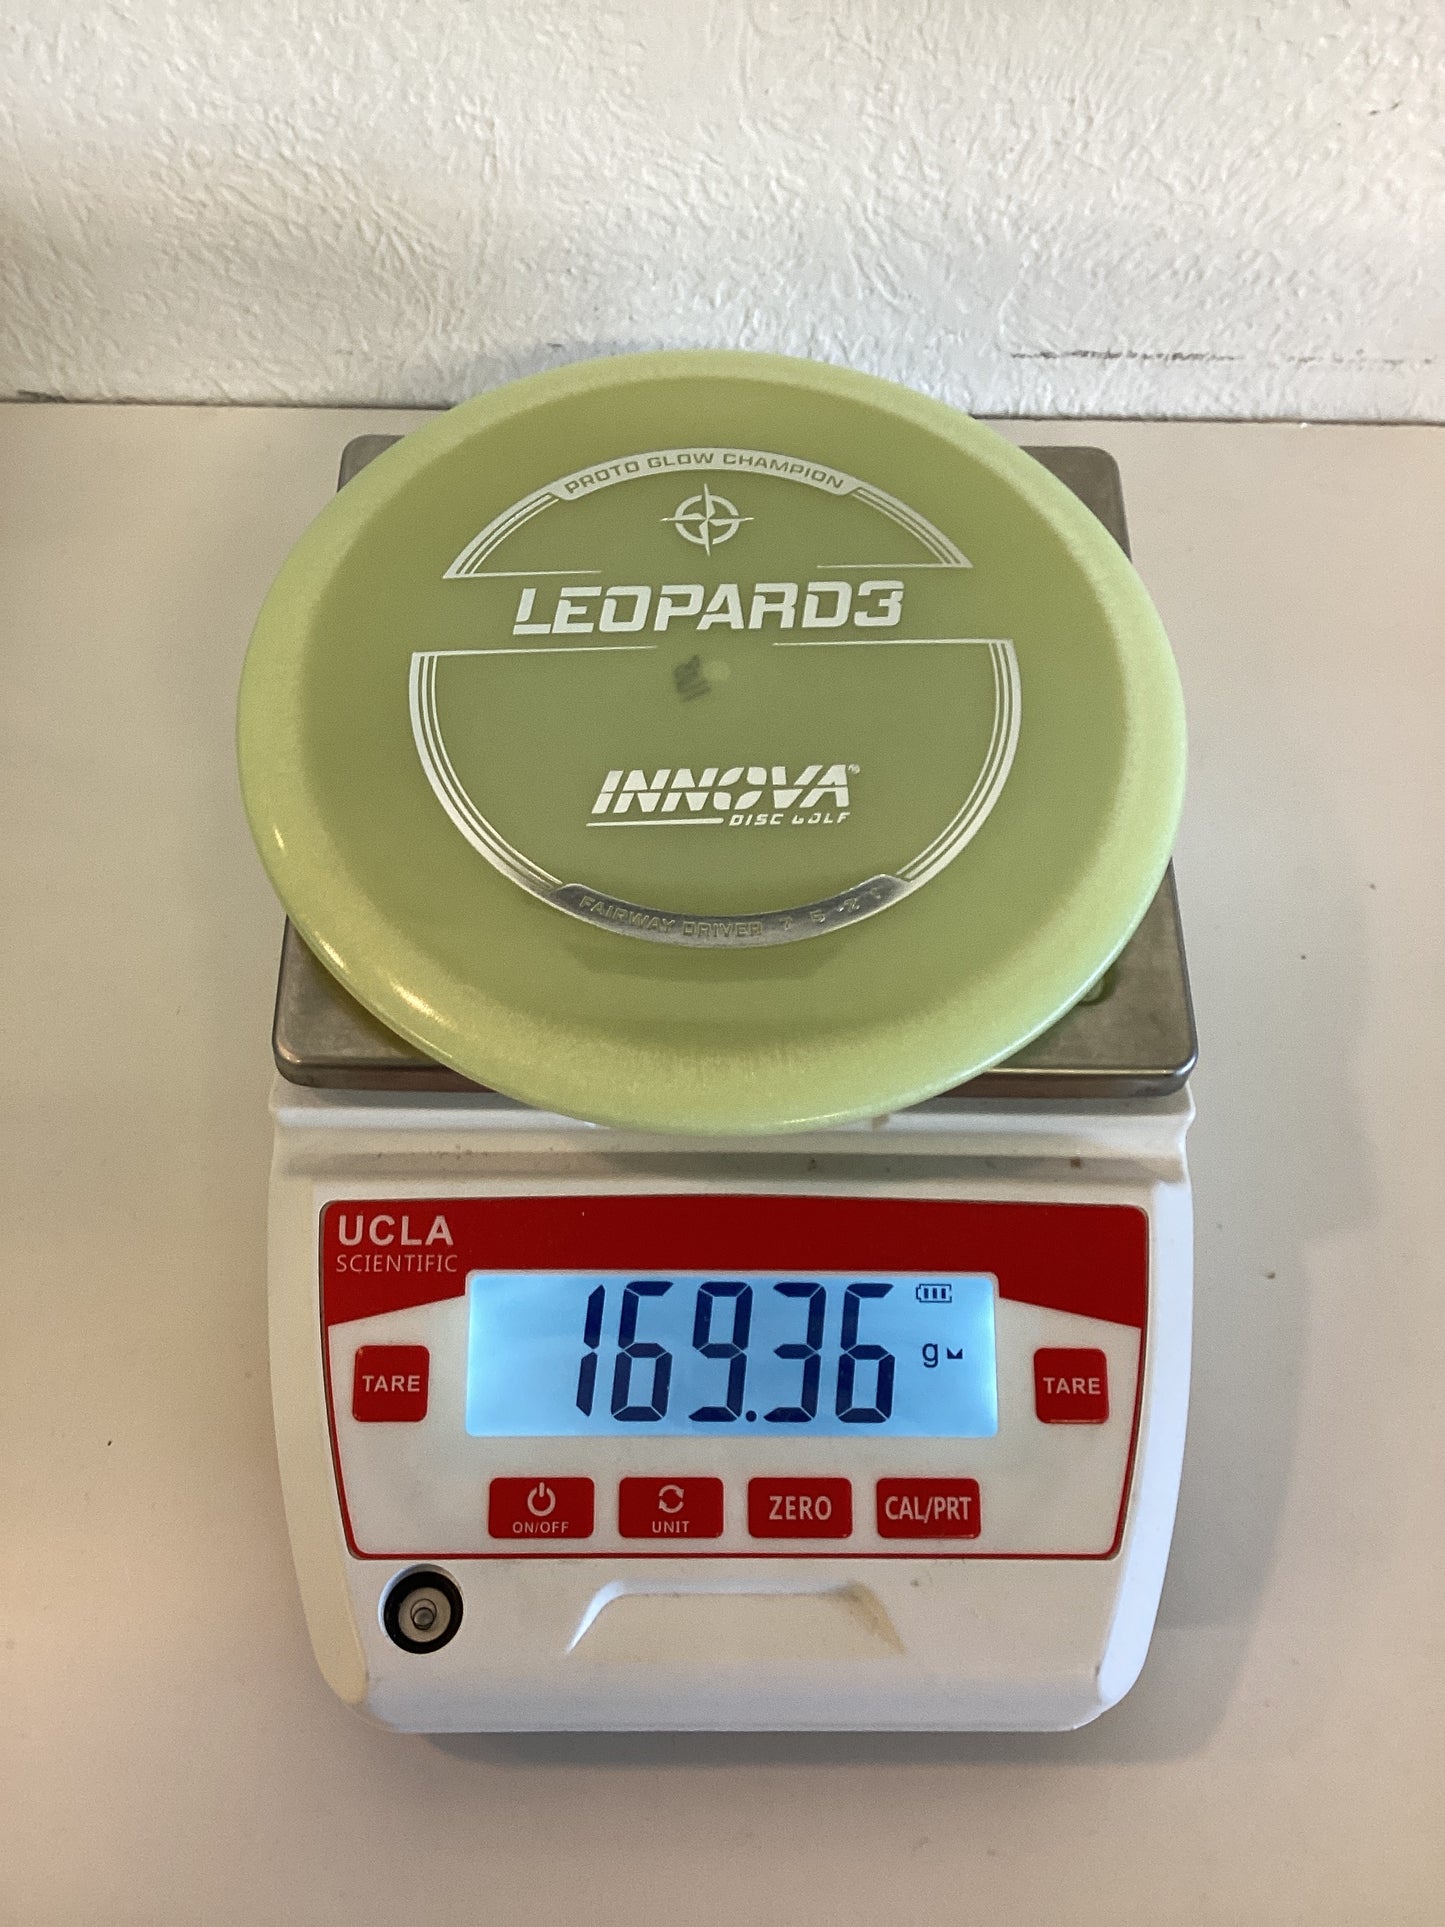 PROTO GLOW CHAMPION
LEOPARD3
INNOVA®
DISC GOLF
FAIRWAY DRIVER 7 5 -2 1
UCLA
SCIENTIFIC
169.36
g
TARE
TARE
ON/OFF
UNIT
ZERO
CAL/PRT